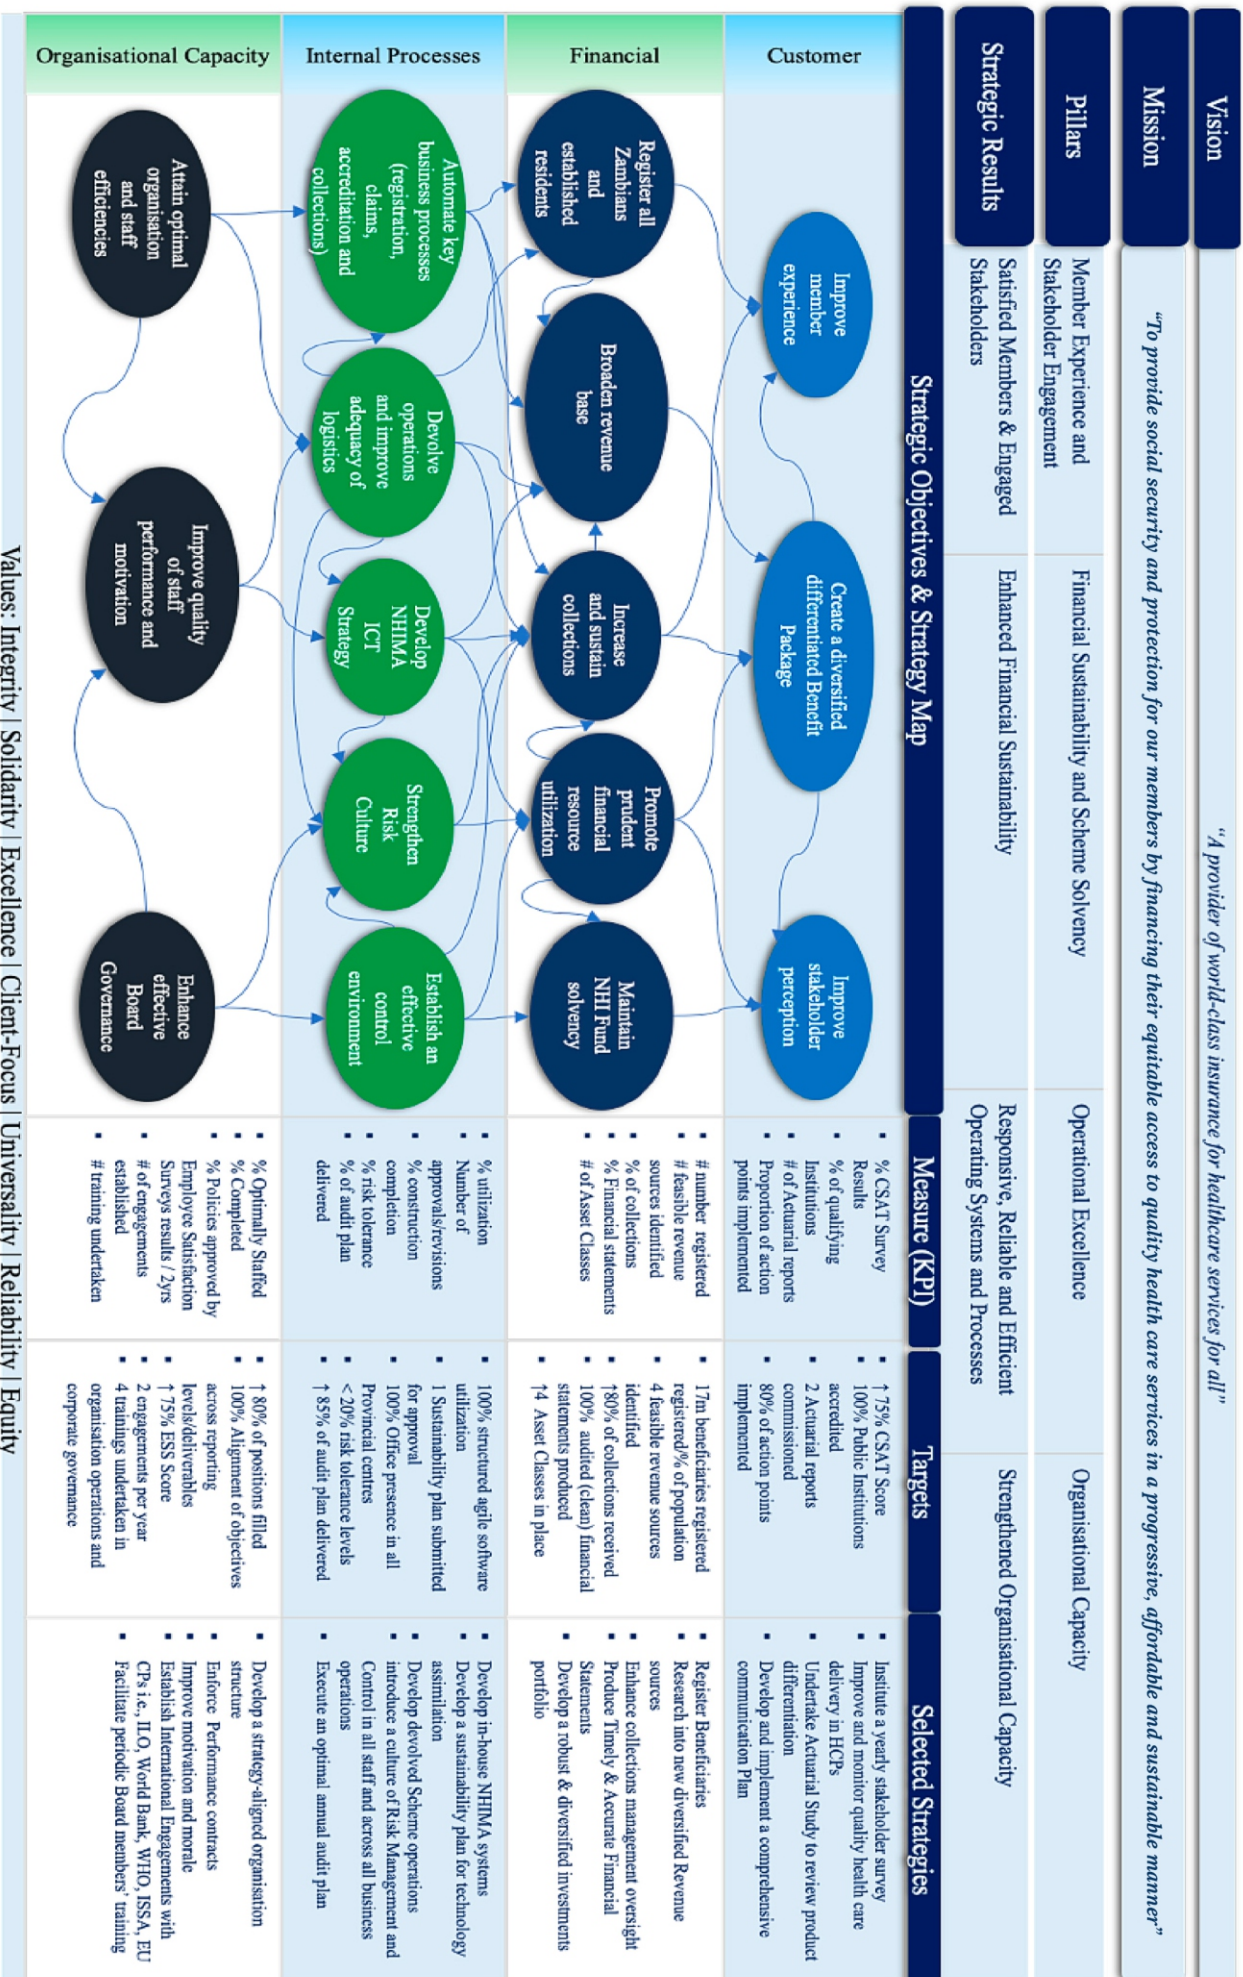 Vision
“A provider of world-class insurance for healthcare services for all”
Mission
“To provide social security and protection for our members by financing their equitable access to quality health care services in a progressive, affordable and sustainable manner”
Pillars
Member Experience and
Stakeholder Engagement
Financial Sustainability and Scheme Solvency
Operational Excellence
Organisational Capacity
Strategic Results
Satisfied Members & Engaged
Stakeholders
Enhanced Financial Sustainability
Responsive, Reliable and Efficient
Operating Systems and Processes
Strengthened Organisational Capacity
Strategic Objectives & Strategy Map
Measure (KPI)
Targets
Selected Strategies
Customer
Improve
member
experience
Create a diversified
differentiated Benefit
Package
Improve
stakeholder
perception
▪ % CSAT Survey
Results
▪ % of qualifying
Institutions
▪ # of Actuarial reports
▪ Proportion of action
points implemented
▪ ↑ 75% CSAT Score
▪ 100% Public Institutions
accredited
▪ 2 Actuarial reports
commissioned
▪ 80% of action points
implemented
▪ Institute a yearly stakeholder survey
▪ Improve and monitor quality health care
delivery in HCPs
▪ Undertake Actuarial Study to review product
differentiation
▪ Develop and implement a comprehensive
communication Plan
Financial
Register all
Zambians
and
established
residents
Broaden revenue
base
Increase
and sustain
collections
Promote
prudent
financial
resource
utilization
Maintain
NHI Fund
solvency
▪ # number registered
▪ # feasible revenue
sources identified
▪ % of collections
▪ % Financial statements
▪ # of Asset Classes
▪ 17m beneficiaries registered
registered/% of population
▪ 4 feasible revenue sources
identified
▪ ↑80% of collections received
▪ 100% audited (clean) financial
statements produced
▪ ↑4 Asset Classes in place
▪ Register Beneficiaries
▪ Research into new diversified Revenue
sources
▪ Enhance collections management oversight
▪ Produce Timely & Accurate Financial
Statements
▪ Develop a robust & diversified investments
portfolio
Internal Processes
Automate key
business processes
(registration,
claims,
accreditation and
collections)
Devolve
operations
and improve
adequacy of
logistics
Develop
NHIMA
ICT
Strategy
Strengthen
Risk
Culture
Establish an
effective
control
environment
▪ % utilization
▪ Number of
approvals/revisions
▪ % construction
completion
▪ % risk tolerance
▪ % of audit plan
delivered
▪ 100% structured agile software
utilization
▪ 1 Sustainability plan submitted
for approval
▪ 100% Office presence in all
Provincial centres
▪ < 20% risk tolerance levels
▪ ↑ 85% of audit plan delivered
▪ Develop in-house NHIMA systems
▪ Develop a sustainability plan for technology
assimilation
▪ Develop devolved Scheme operations
▪ introduce a culture of Risk Management and
Control in all staff and across all business
operations
▪ Execute an optimal annual audit plan
Organisational Capacity
Attain optimal
organisation
and staff
efficiencies
Improve quality
of staff
performance and
motivation
Enhance
effective
Board
Governance
▪ % Optimally Staffed
▪ % Completed
▪ % Policies approved by
Employee Satisfaction
Surveys results / 2yrs
▪ # of engagements
established
▪ # training undertaken
▪ ↑ 80% of positions filled
▪ 100% Alignment of objectives
across reporting
levels/deliverables
▪ ↑ 75% ESS Score
▪ 2 engagements per year
▪ 4 trainings undertaken in
organisation operations and
corporate governance
▪ Develop a strategy-aligned organisation
structure
▪ Enforce Performance contracts
▪ Improve motivation and morale
▪ Establish International Engagements with
CPs i.e., ILO, World Bank, WHO, ISSA, EU
▪ Facilitate periodic Board members’ training
Values: Integrity | Solidarity | Excellence | Client-Focus | Universality | Reliability | Equity